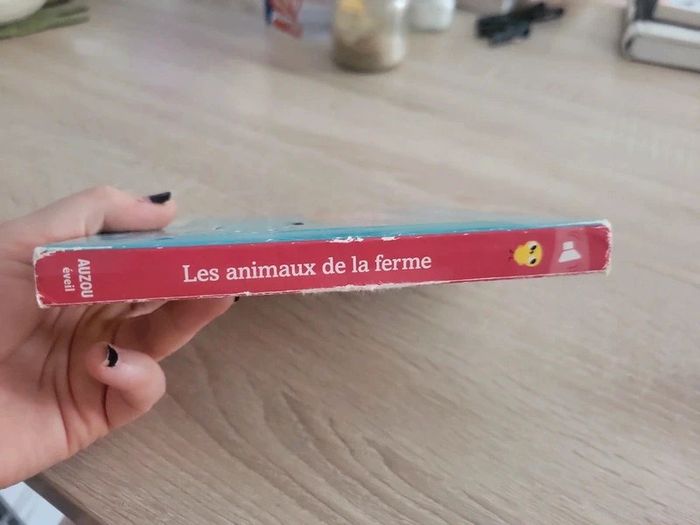 AUZOU
éveil
Les animaux de la ferme